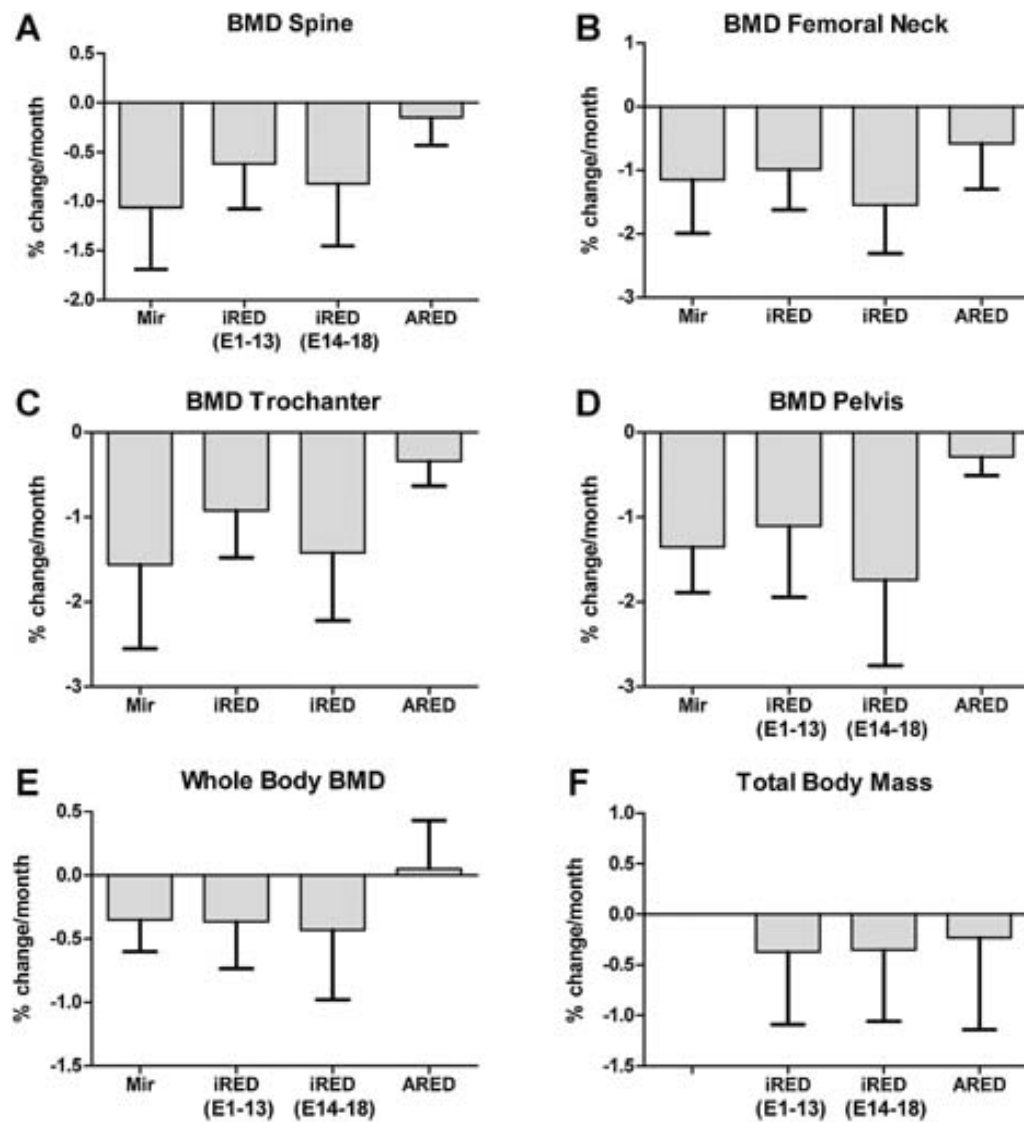 A
BMD Spine
% change/month
0.5
0.0
-0.5
-1.0
-1.5
-2.0
Mir
iRED
(E1-13)
iRED
(E14-18)
ARED
B
BMD Femoral Neck
% change/month
1
0
-1
-2
-3
Mir
iRED
iRED
ARED
C
BMD Trochanter
% change/month
0
-1
-2
-3
Mir
iRED
iRED
ARED
D
BMD Pelvis
% change/month
0
-1
-2
-3
Mir
iRED
(E1-13)
iRED
(E14-18)
ARED
E
Whole Body BMD
% change/month
0.5
0.0
-0.5
-1.0
-1.5
Mir
iRED
(E1-13)
iRED
(E14-18)
ARED
F
Total Body Mass
% change/month
1.0
0.5
0.0
-0.5
-1.0
-1.5
iRED
(E1-13)
iRED
(E14-18)
ARED